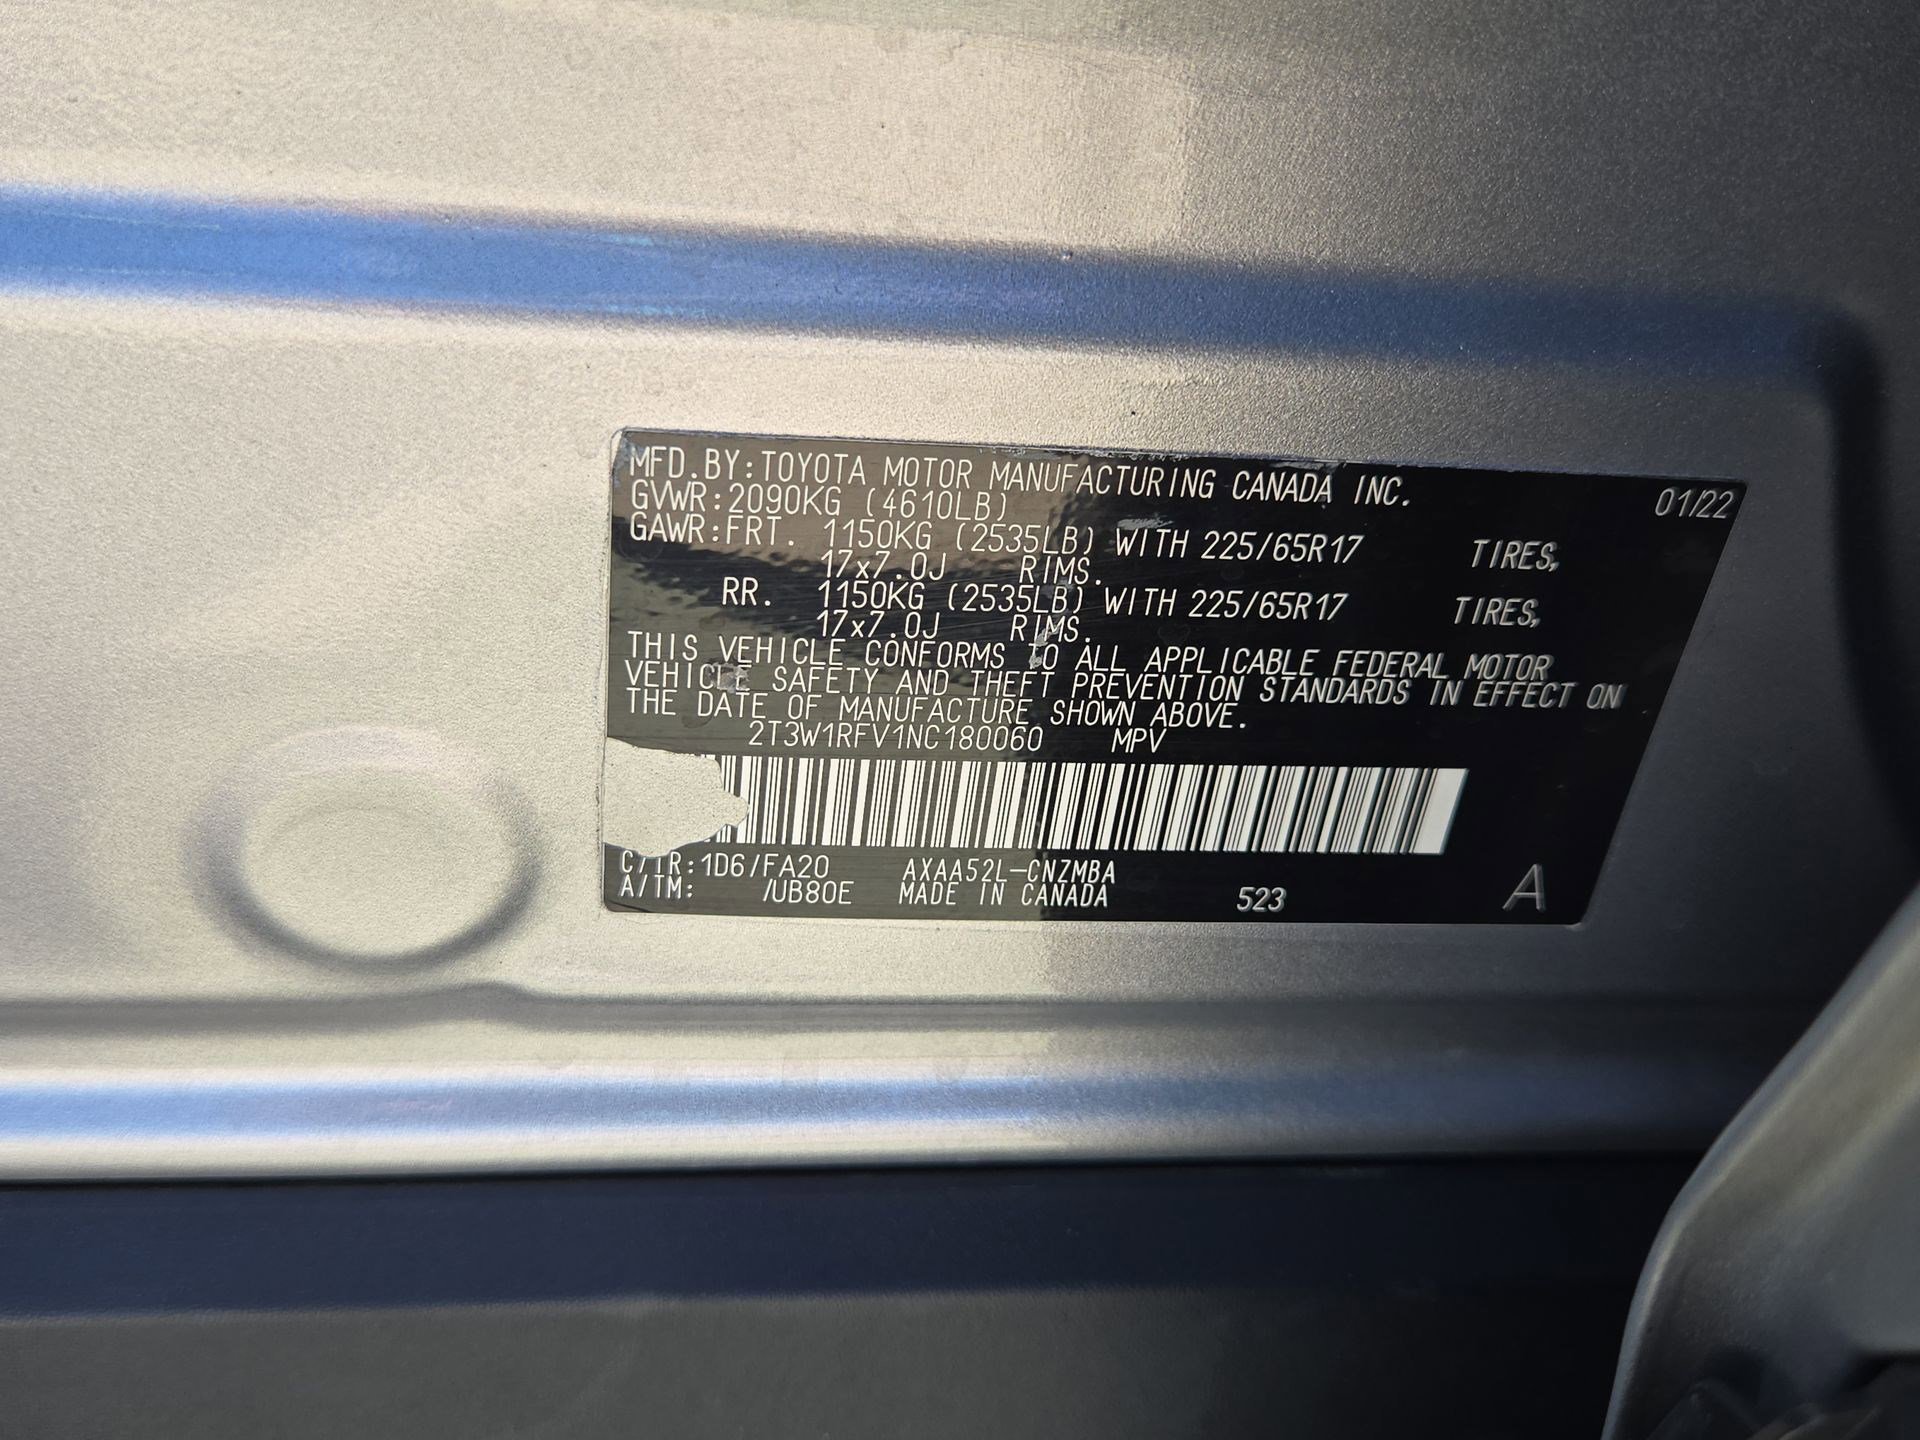 MFD.BY:TOYOTA MOTOR MANUFACTURING CANADA INC. 01/22
GVWR:2090KG (4610LB)
GAWR:FRT. 1150KG (2535LB) WITH 225/65R17 TIRES,
17x7.0J RIMS.
RR. 1150KG (2535LB) WITH 225/65R17 TIRES,
17x7.0J RIMS.
THIS VEHICLE CONFORMS TO ALL APPLICABLE FEDERAL MOTOR
VEHICLE SAFETY AND THEFT PREVENTION STANDARDS IN EFFECT ON
THE DATE OF MANUFACTURE SHOWN ABOVE.
2T3W1RFV1NC180060 MPV
C/TR:1D6/FA20 AXAA52L-CNZMBA
A/TM: /UB80E MADE IN CANADA 523 A